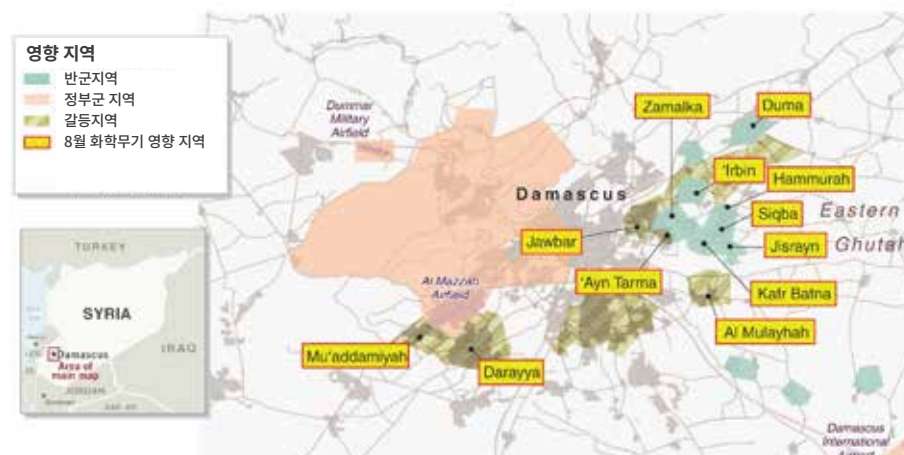 영향 지역
반군지역
정부군 지역
갈등지역
8월 화학무기 영향 지역
Dummar
Military
Airfield
Zamalka
Duma
Damascus
'Irbin
Hammurah
Siqba
Eastern
Jawbar
Jisrayn
Ghutah
'Ayn Tarma
Kafr Batna
Al Mazzah
Airfield
Al Mulayhah
Mu'addamiyah
Darayya
Damascus
International
TURKEY
SYRIA
IRAQ
Damascus
Area of
main map
JORDAN